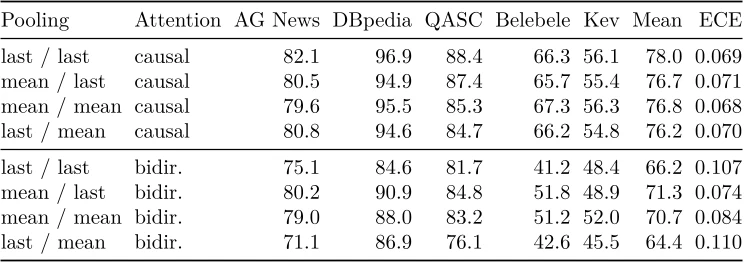 Pooling Attention AG News DBpedia QASC Belebele Kev Mean ECE
last / last causal 82.1 96.9 88.4 66.3 56.1 78.0 0.069
mean / last causal 80.5 94.9 87.4 65.7 55.4 76.7 0.071
mean / mean causal 79.6 95.5 85.3 67.3 56.3 76.8 0.068
last / mean causal 80.8 94.6 84.7 66.2 54.8 76.2 0.070
last / last bidir. 75.1 84.6 81.7 41.2 48.4 66.2 0.107
mean / last bidir. 80.2 90.9 84.8 51.8 48.9 71.3 0.074
mean / mean bidir. 79.0 88.0 83.2 51.2 52.0 70.7 0.084
last / mean bidir. 71.1 86.9 76.1 42.6 45.5 64.4 0.110